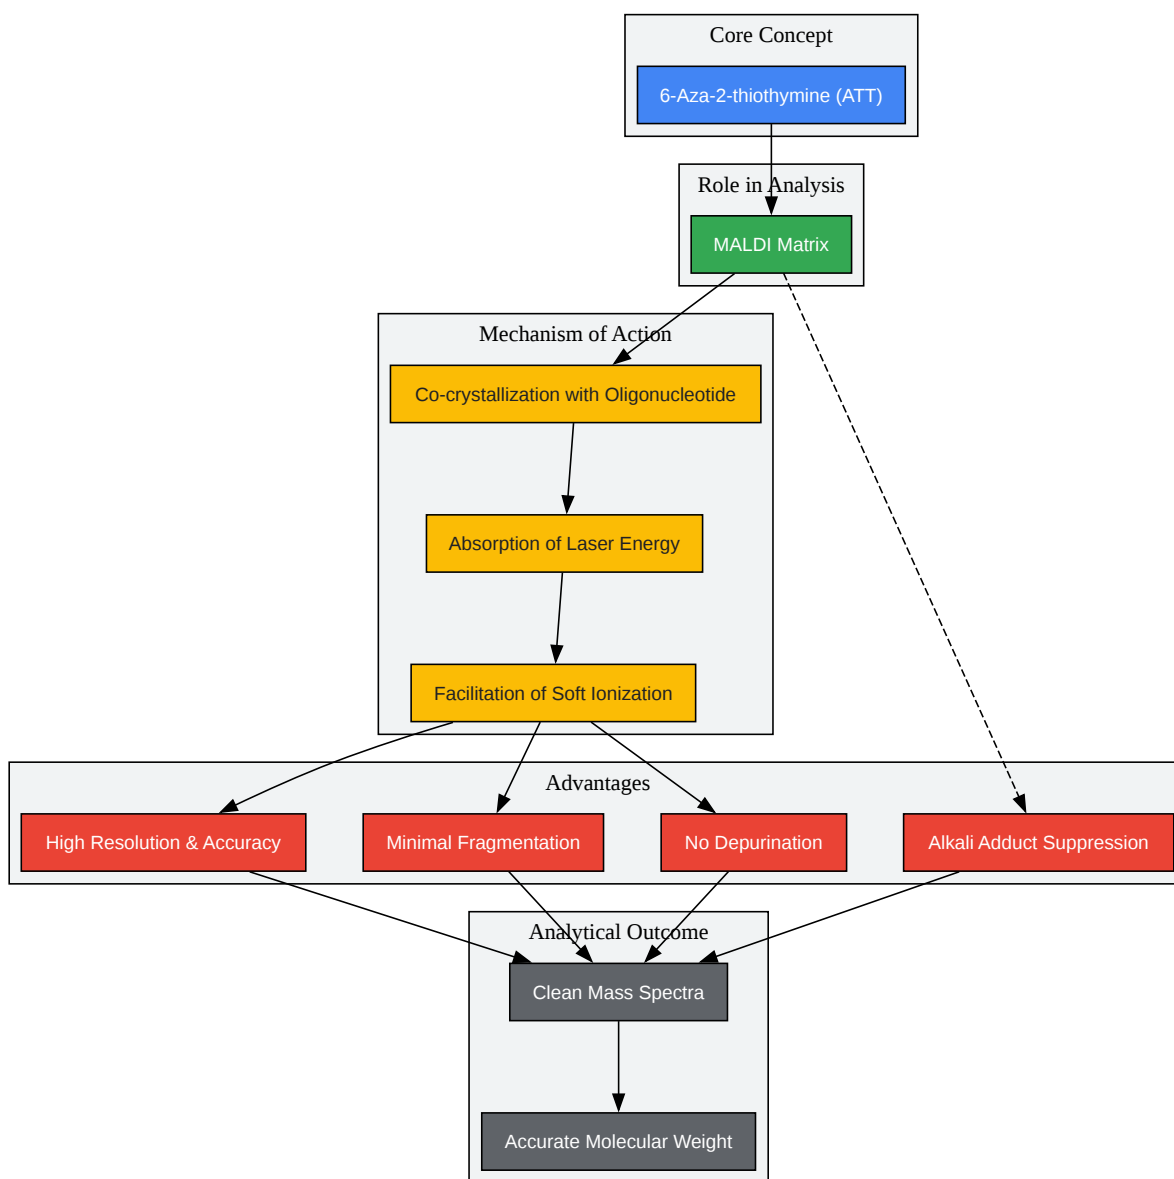 Core Concept
6-Aza-2-thiothymine (ATT)
Role in Analysis
MALDI Matrix
Mechanism of Action
Co-crystallization with Oligonucleotide
Absorption of Laser Energy
Facilitation of Soft Ionization
Advantages
High Resolution & Accuracy
Minimal Fragmentation
No Depurination
Alkali Adduct Suppression
Analytical Outcome
Clean Mass Spectra
Accurate Molecular Weight